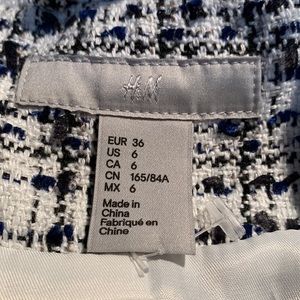 H&M
EUR 36
US 6
CA 6
CN 165/84A
MX 6
Made in
China
Fabriqué en
Chine